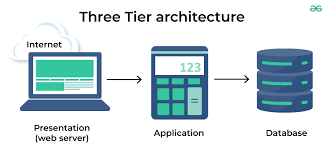 Three Tier architecture
Internet
123
Presentation
(web server)
Application
Database